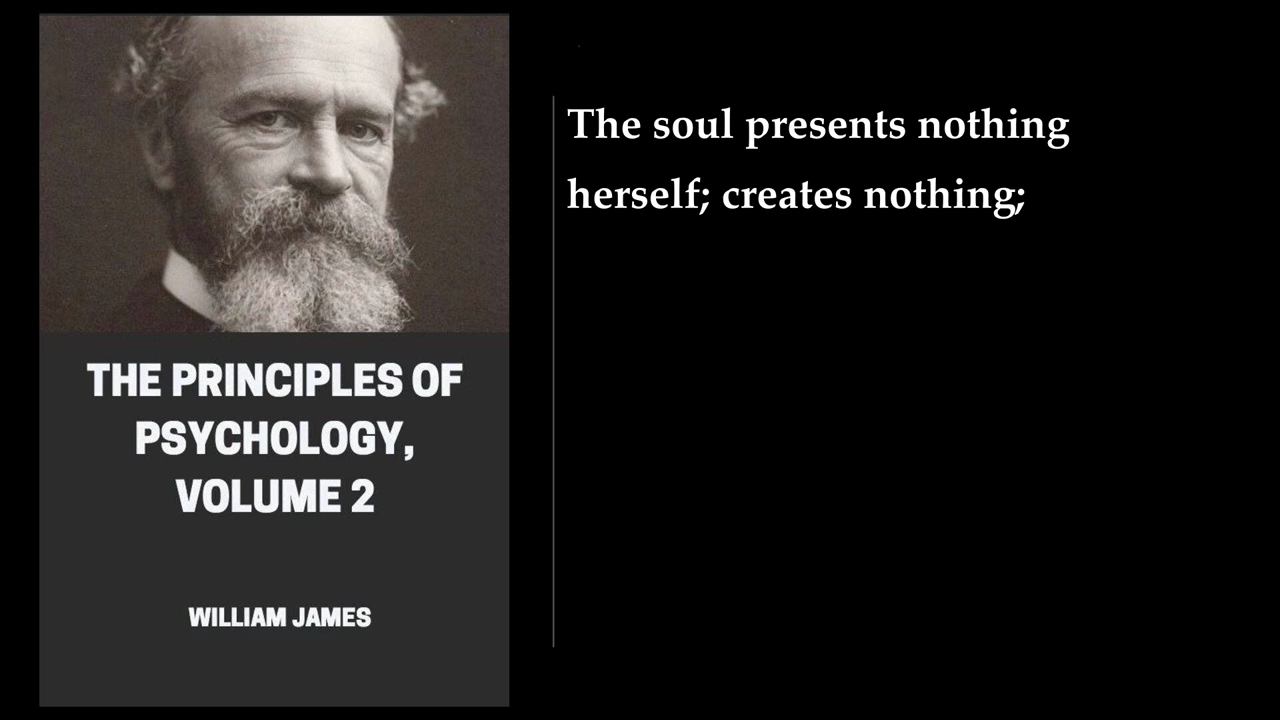 THE PRINCIPLES OF
PSYCHOLOGY,
VOLUME 2
WILLIAM JAMES
The soul presents nothing
herself; creates nothing;